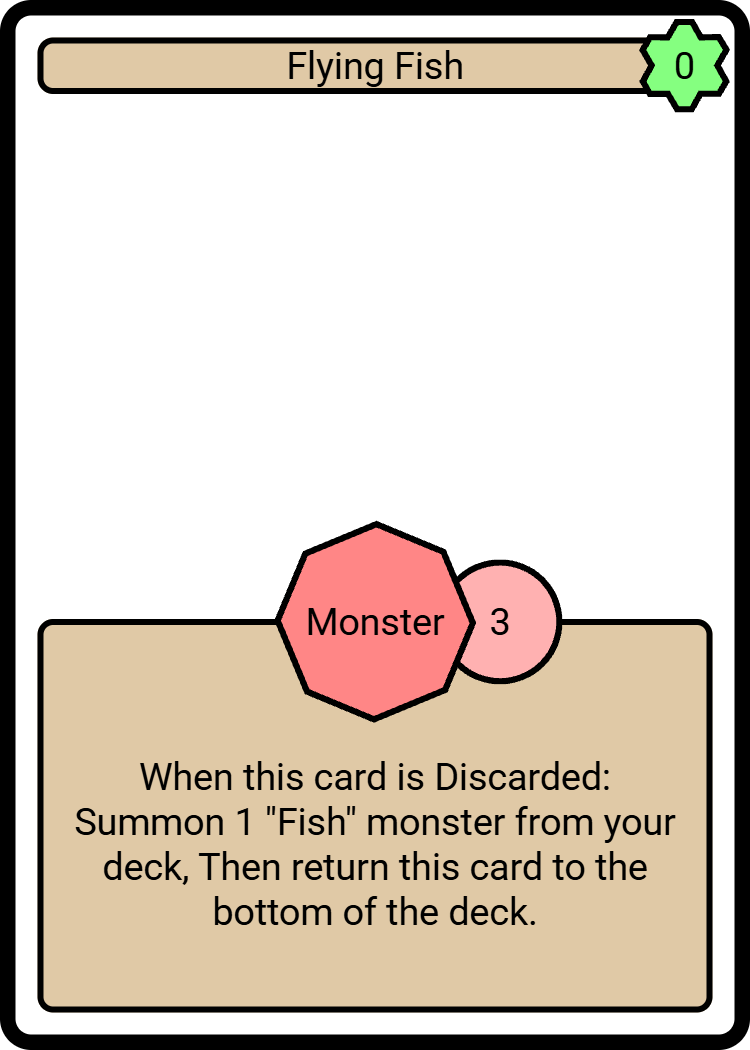 Flying Fish
0
Monster
3
When this card is Discarded:
Summon 1 "Fish" monster from your
deck, Then return this card to the
bottom of the deck.